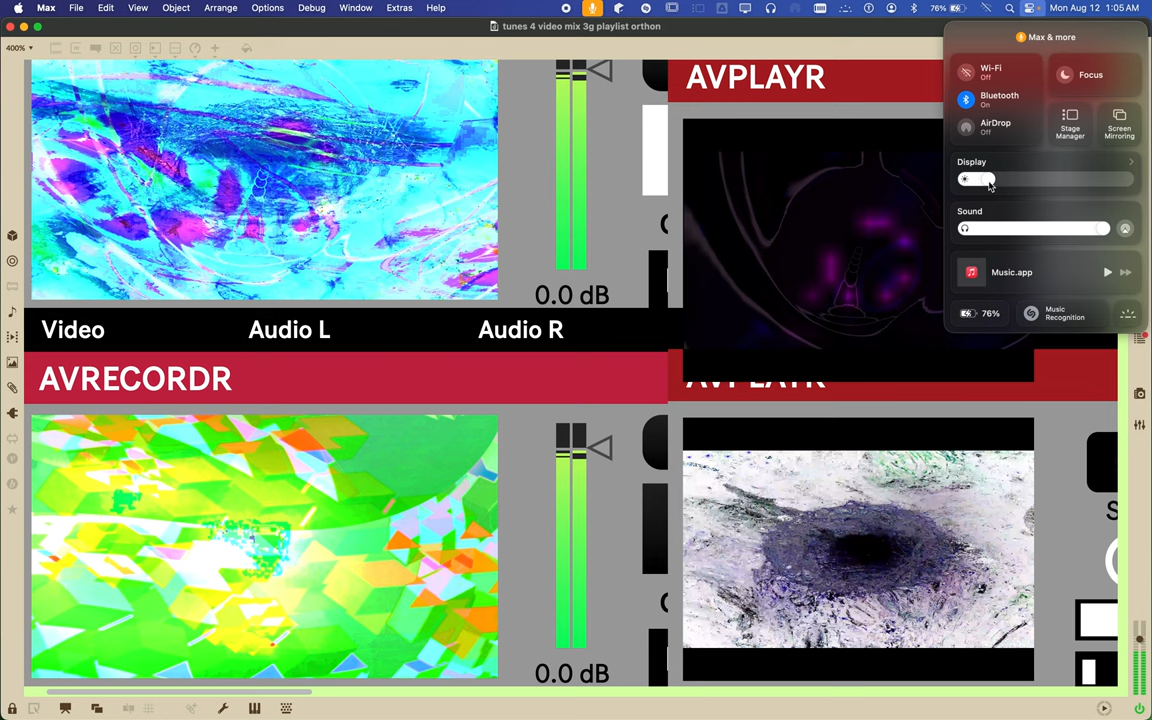 Max File Edit View Object Arrange Options Debug Window Extras Help 76% Mon Aug 12 1:05 AM
tunes 4 video mix 3g playlist orthon
400%
Max & more
Wi-Fi
Off
Bluetooth
On
AirDrop
Off
Focus
Stage
Manager
Screen
Mirroring
Display
Sound
Music.app
76%
Music
Recognition
AVPLAYR
0.0 dB
Video Audio L Audio R
AVRECORDR
AVPLAYR
0.0 dB